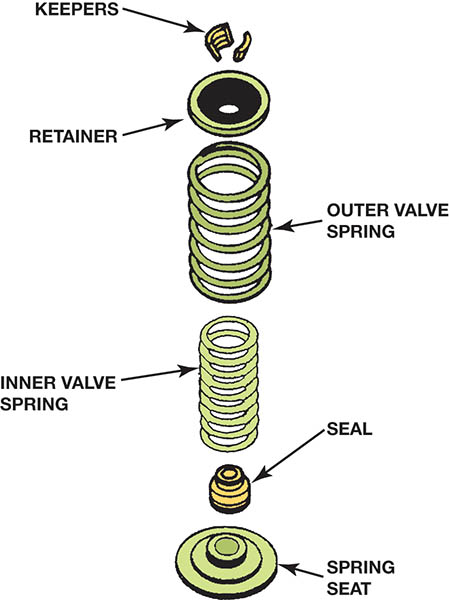 KEEPERS
RETAINER
OUTER VALVE
SPRING
INNER VALVE
SPRING
SEAL
SPRING
SEAT